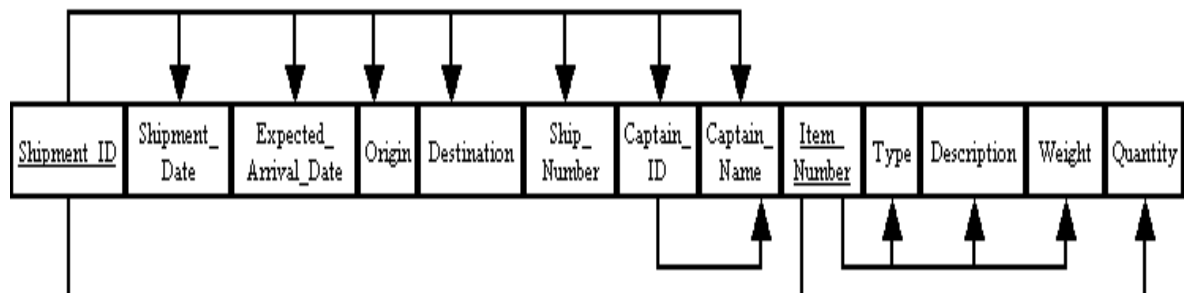 Shipment_ID
Shipment_
Date
Expected_
Arrival_Date
Origin
Destination
Ship_
Number
Captain_
ID
Captain_
Name
Item_
Number
Type
Description
Weight
Quantity